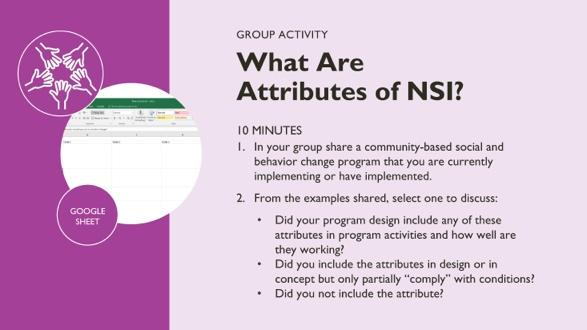 GROUP ACTIVITY
What Are
Attributes of NSI?
10 MINUTES
1. In your group share a community-based social and
behavior change program that you are currently
implementing or have implemented.
2. From the examples shared, select one to discuss:
• Did your program design include any of these
attributes in program activities and how well are
they working?
• Did you include the attributes in design or in
concept but only partially “comply” with conditions?
• Did you not include the attribute?
GOOGLE
SHEET